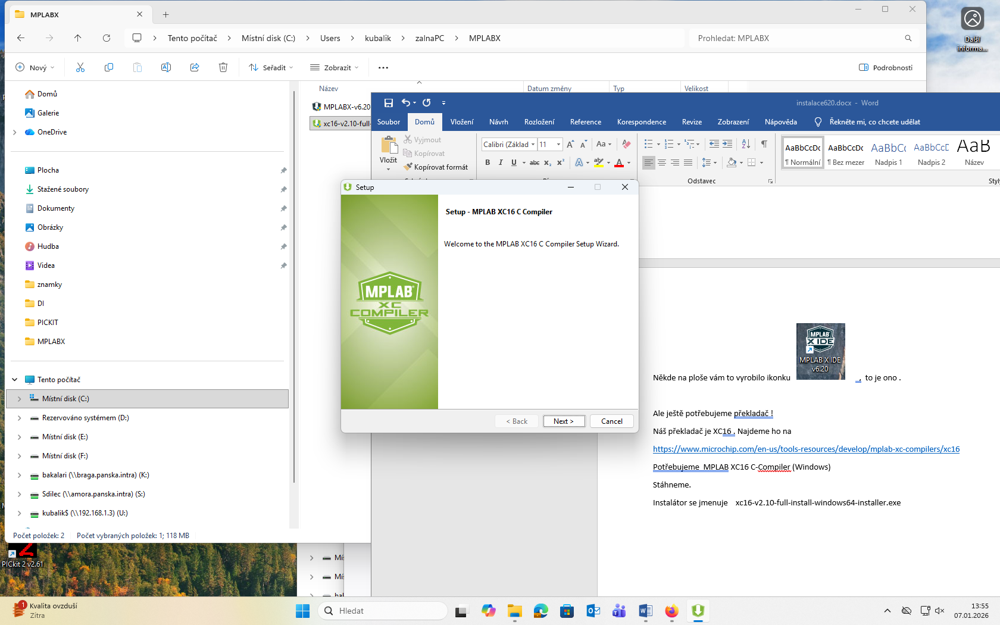 MPLABX
Tento počítač
Místní disk (C:)
Users
kubalik
zalnaPC
MPLABX
Prohledat: MPLABX
Nový
Seřadit
Zobrazit
Podrobnosti
Domů
Galerie
OneDrive
Plocha
Stažené soubory
Dokumenty
Obrázky
Hudba
Videa
znamky
DI
PICKIT
MPLABX
Tento počítač
Místní disk (C:)
Rezervováno systémem (D:)
Místní disk (E:)
Místní disk (F:)
bakalari (\\braga.panska.intra) (K:)
Sdilec (\\amora.panska.intra) (S:)
kubalik$ (\\192.168.1.3) (U:)
Počet položek: 2
Počet vybraných položek: 1; 118 MB
Název
Datum změny
Typ
Velikost
MPLABX-v6.20
xc16-v2.10-full-
instalace620.docx - Word
Soubor
Domů
Vložení
Návrh
Rozložení
Reference
Korespondence
Revize
Zobrazení
Nápověda
Řekněte mi, co chcete udělat
Vložit
Vyjmout
Kopírovat
Kopírovat formát
Calibri (Základ
11
Odstavec
AaBbCcDc
¶ Normální
AaBbCcDc
¶ Bez mezer
AaBbCc
Nadpis 1
AaBbCcD
Nadpis 2
AaB
Název
Styl
Setup
Setup - MPLAB XC16 C Compiler
Welcome to the MPLAB XC16 C Compiler Setup Wizard.
MPLAB
XC
COMPILER
< Back
Next >
Cancel
MPLAB
X IDE
MPLAB X IDE
v6.20
Někde na ploše vám to vyrobilo ikonku , to je ono .
Ale ještě potřebujeme překladač !
Náš překladač je XC16 . Najdeme ho na
https://www.microchip.com/en-us/tools-resources/develop/mplab-xc-compilers/xc16
Potřebujeme MPLAB XC16 C-Compiler (Windows)
Stáhneme.
Instalátor se jmenuje xc16-v2.10-full-install-windows64-installer.exe
Další
informa...
PICkit 2 v2.61
Kvalita ovzduší
Zítra
1
Hledat
13:55
07.01.2026